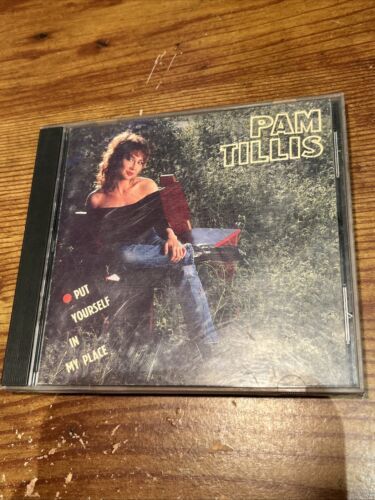 PAM
TILLIS
PUT
YOURSELF
IN
MY PLACE